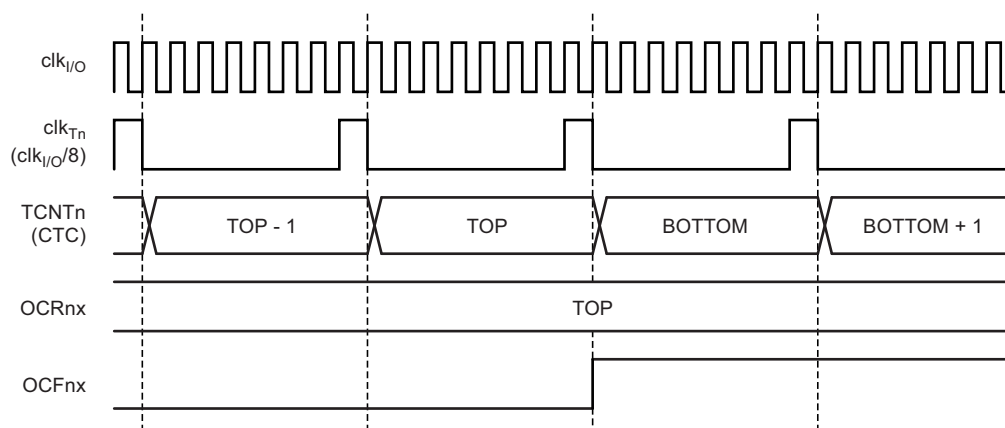 clkI/O
clkTn
(clkI/O/8)
TCNTn
(CTC)
TOP - 1
TOP
BOTTOM
BOTTOM + 1
OCRnx
TOP
OCFnx